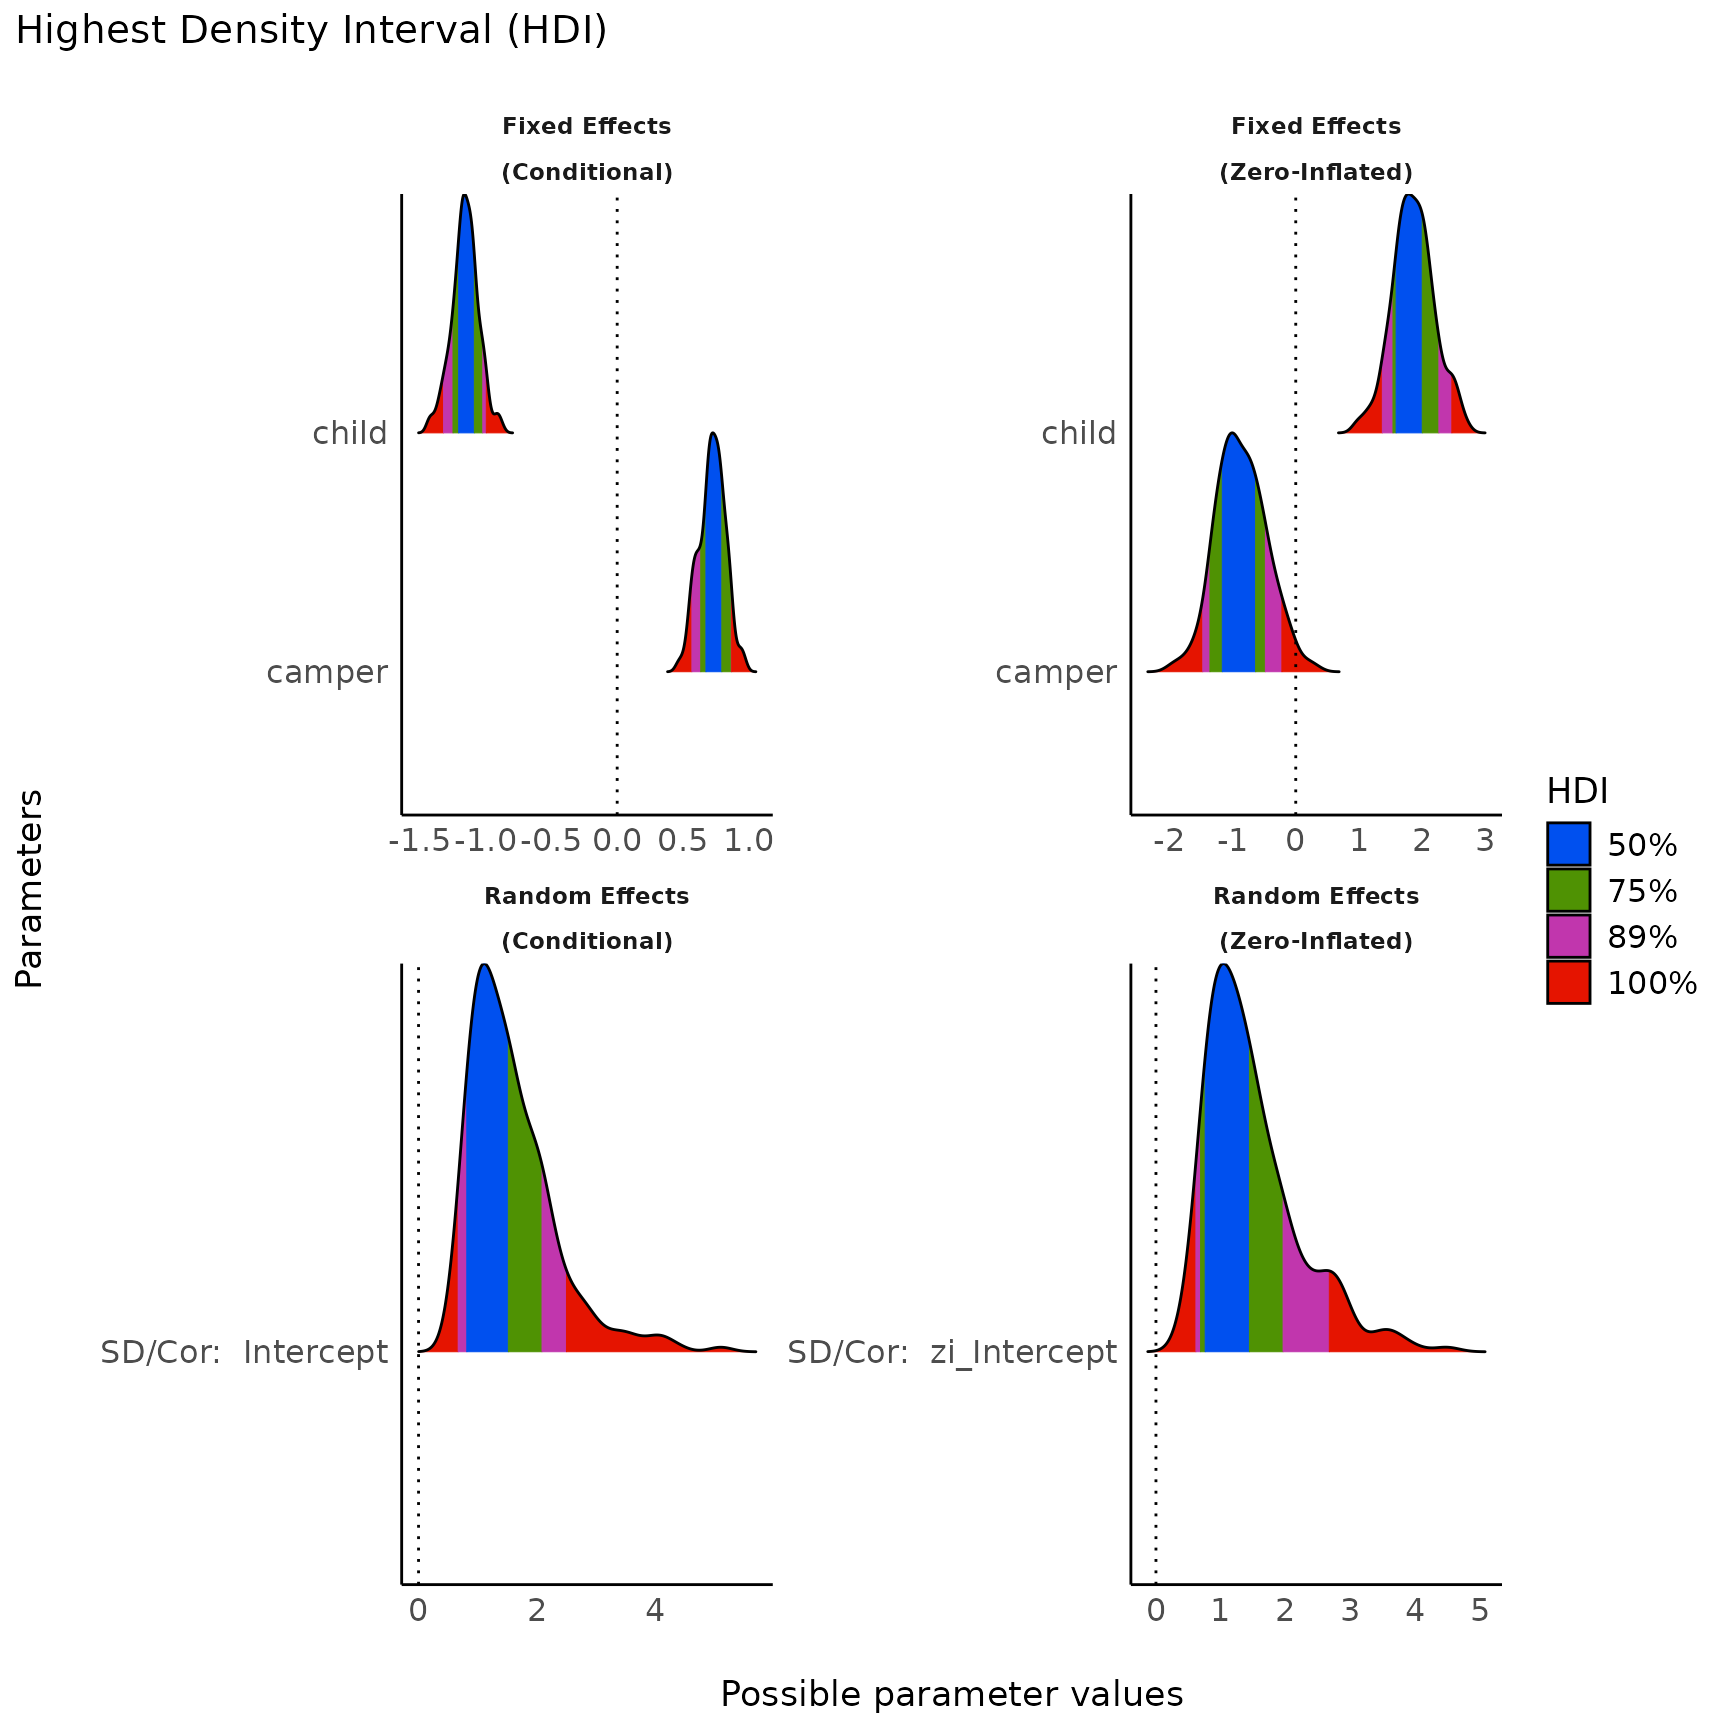 Highest Density Interval (HDI)
Fixed Effects
(Conditional)
Fixed Effects
(Zero-Inflated)
child
camper
-1.5 -1.0 -0.5 0.0 0.5 1.0
child
camper
-2 -1 0 1 2 3
Parameters
Random Effects
(Conditional)
Random Effects
(Zero-Inflated)
SD/Cor:  Intercept
0 2 4
SD/Cor:  zi_Intercept
0 1 2 3 4 5
HDI
50%
75%
89%
100%
Possible parameter values